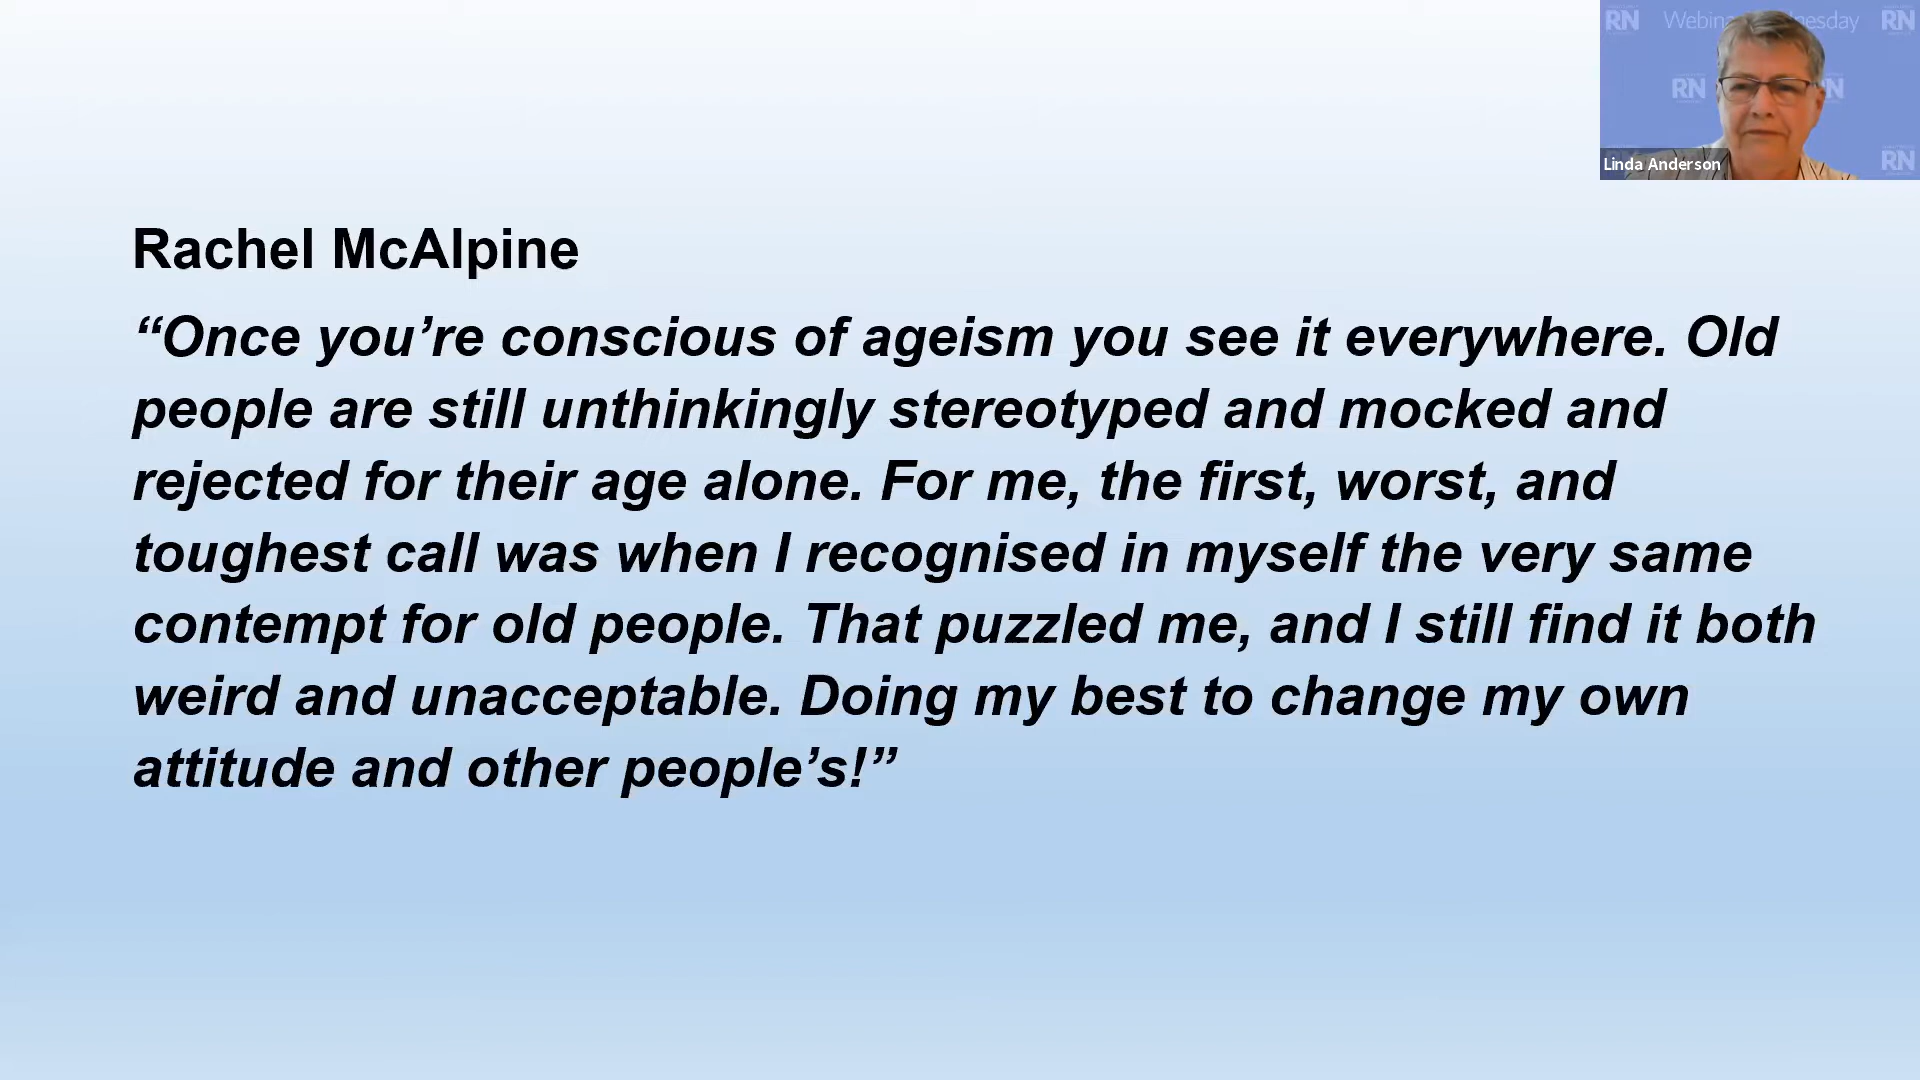 RN Webina nesday RN
RN N
Linda Anderson
RN
Rachel McAlpine
“Once you’re conscious of ageism you see it everywhere. Old
people are still unthinkingly stereotyped and mocked and
rejected for their age alone. For me, the first, worst, and
toughest call was when I recognised in myself the very same
contempt for old people. That puzzled me, and I still find it both
weird and unacceptable. Doing my best to change my own
attitude and other people’s!”